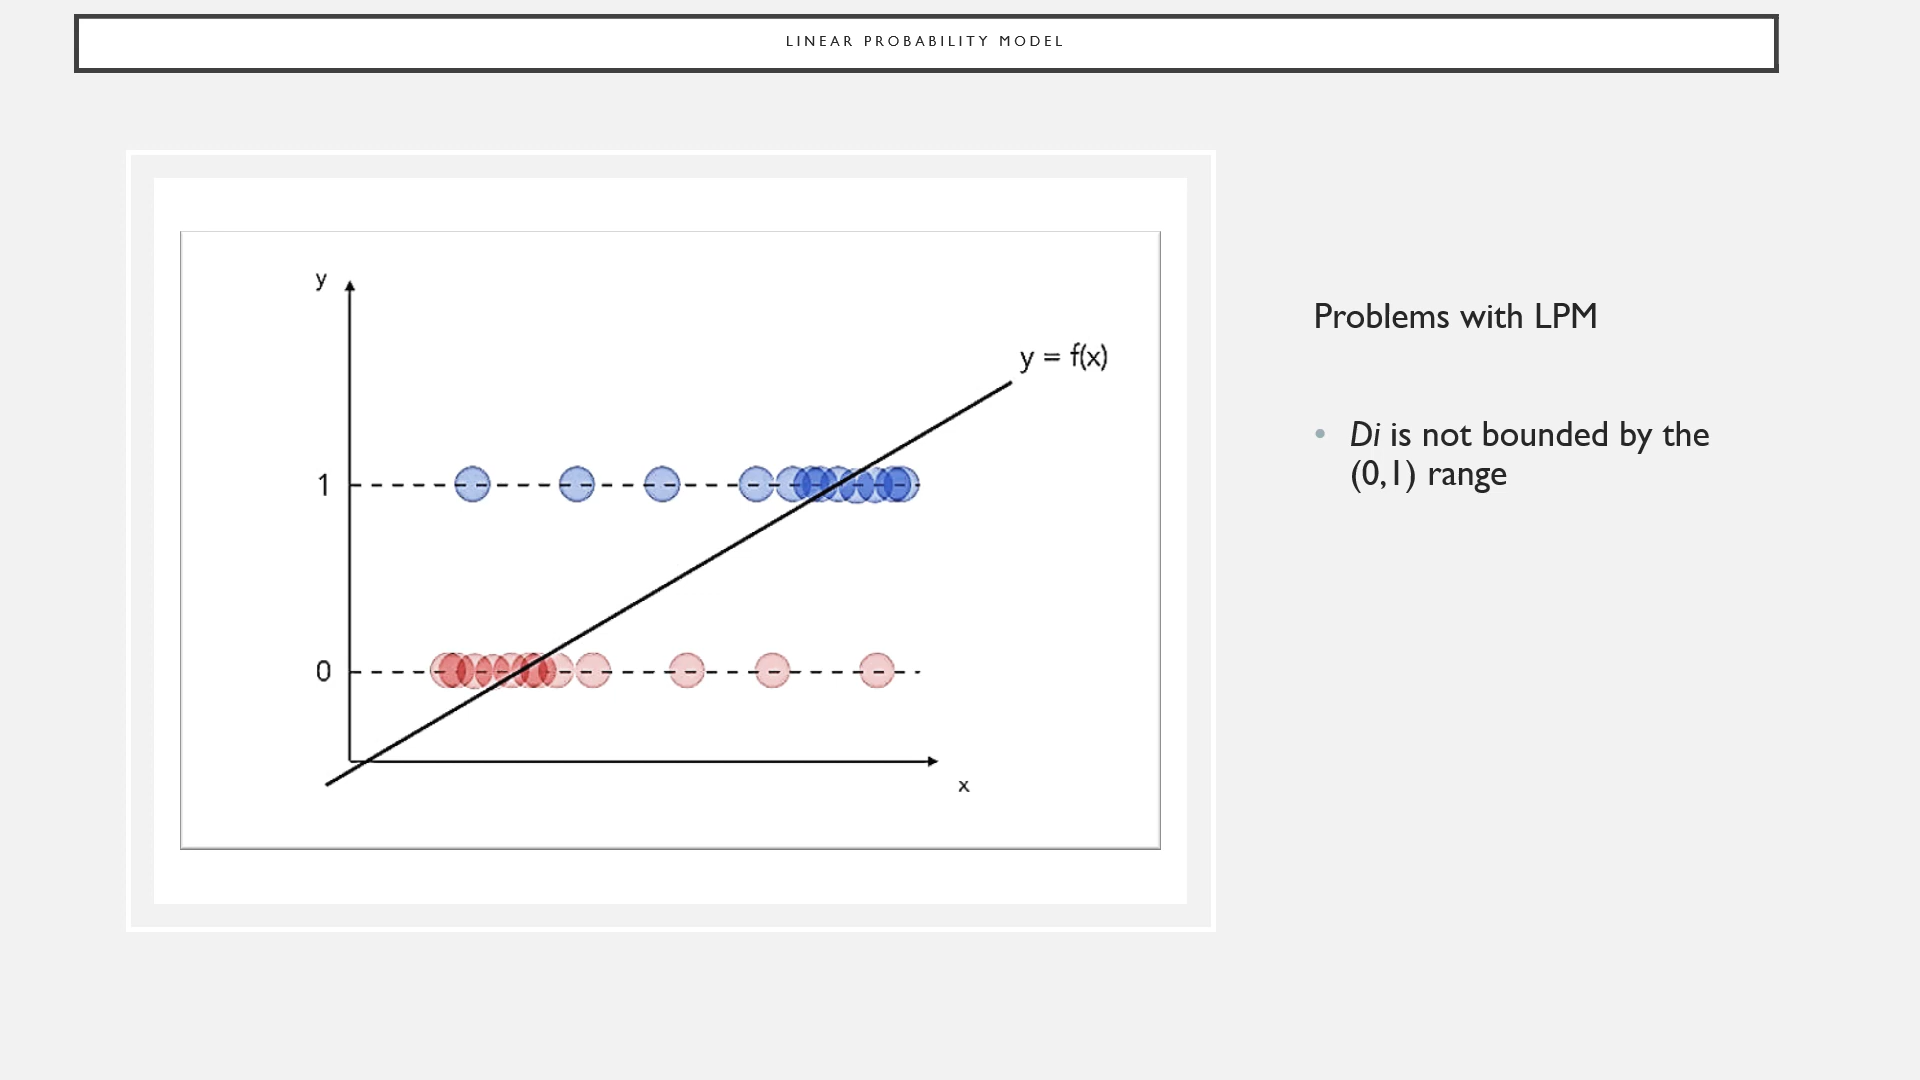 LINEAR PROBABILITY MODEL
y
y = f(x)
1
0
x
Problems with LPM
• Di is not bounded by the
(0,1) range